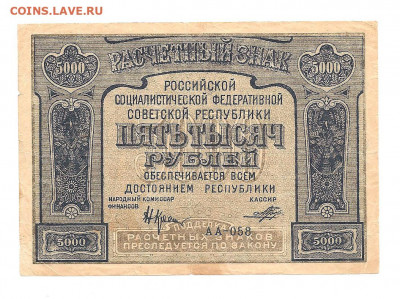 COINS.LAVE.RU
5000 РАСЧЕТНЫЙ ЗНАК 5000
РОССИЙСКОЙ
СОЦИАЛИСТИЧЕСКОЙ ФЕДЕРАТИВНОЙ
СОВЕТСКОЙ РЕСПУБЛИКИ
ПЯТЬ ТЫСЯЧ
РУБЛЕЙ
ОБЕСПЕЧИВАЕТСЯ ВСЕМ
ДОСТОЯНИЕМ РЕСПУБЛИКИ
НАРОДНЫЙ КОМИССАР
ФИНАНСОВ
КАССИР
АА-058
ПОДДЕЛКА
РАСЧЕТНЫХ ЗНАКОВ
ПРЕСЛЕДУЕТСЯ ПО ЗАКОНУ
5000 5000